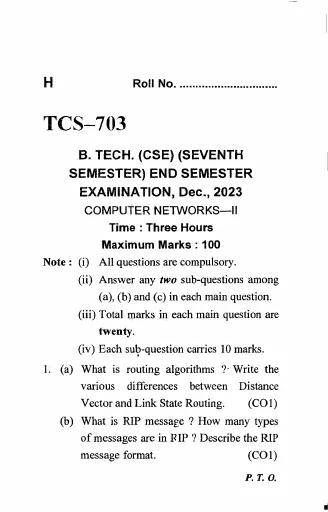 H Roll No. ...............................
TCS–703
B. TECH. (CSE) (SEVENTH
SEMESTER) END SEMESTER
EXAMINATION, Dec., 2023
COMPUTER NETWORKS—II
Time : Three Hours
Maximum Marks : 100
Note : (i) All questions are compulsory.
(ii) Answer any two sub-questions among
(a), (b) and (c) in each main question.
(iii) Total marks in each main question are
twenty.
(iv) Each sub-question carries 10 marks.
1. (a) What is routing algorithms ? Write the
various differences between Distance
Vector and Link State Routing. (CO1)
(b) What is RIP message ? How many types
of messages are in RIP ? Describe the RIP
message format. (CO1)
P. T. O.